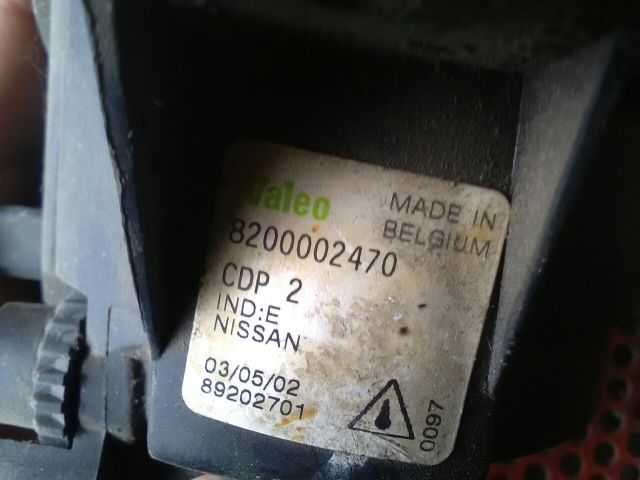 Valeo
MADE IN
BELGIUM
8200002470
CDP 2
IND:E
NISSAN
03/05/02
89202701
0097